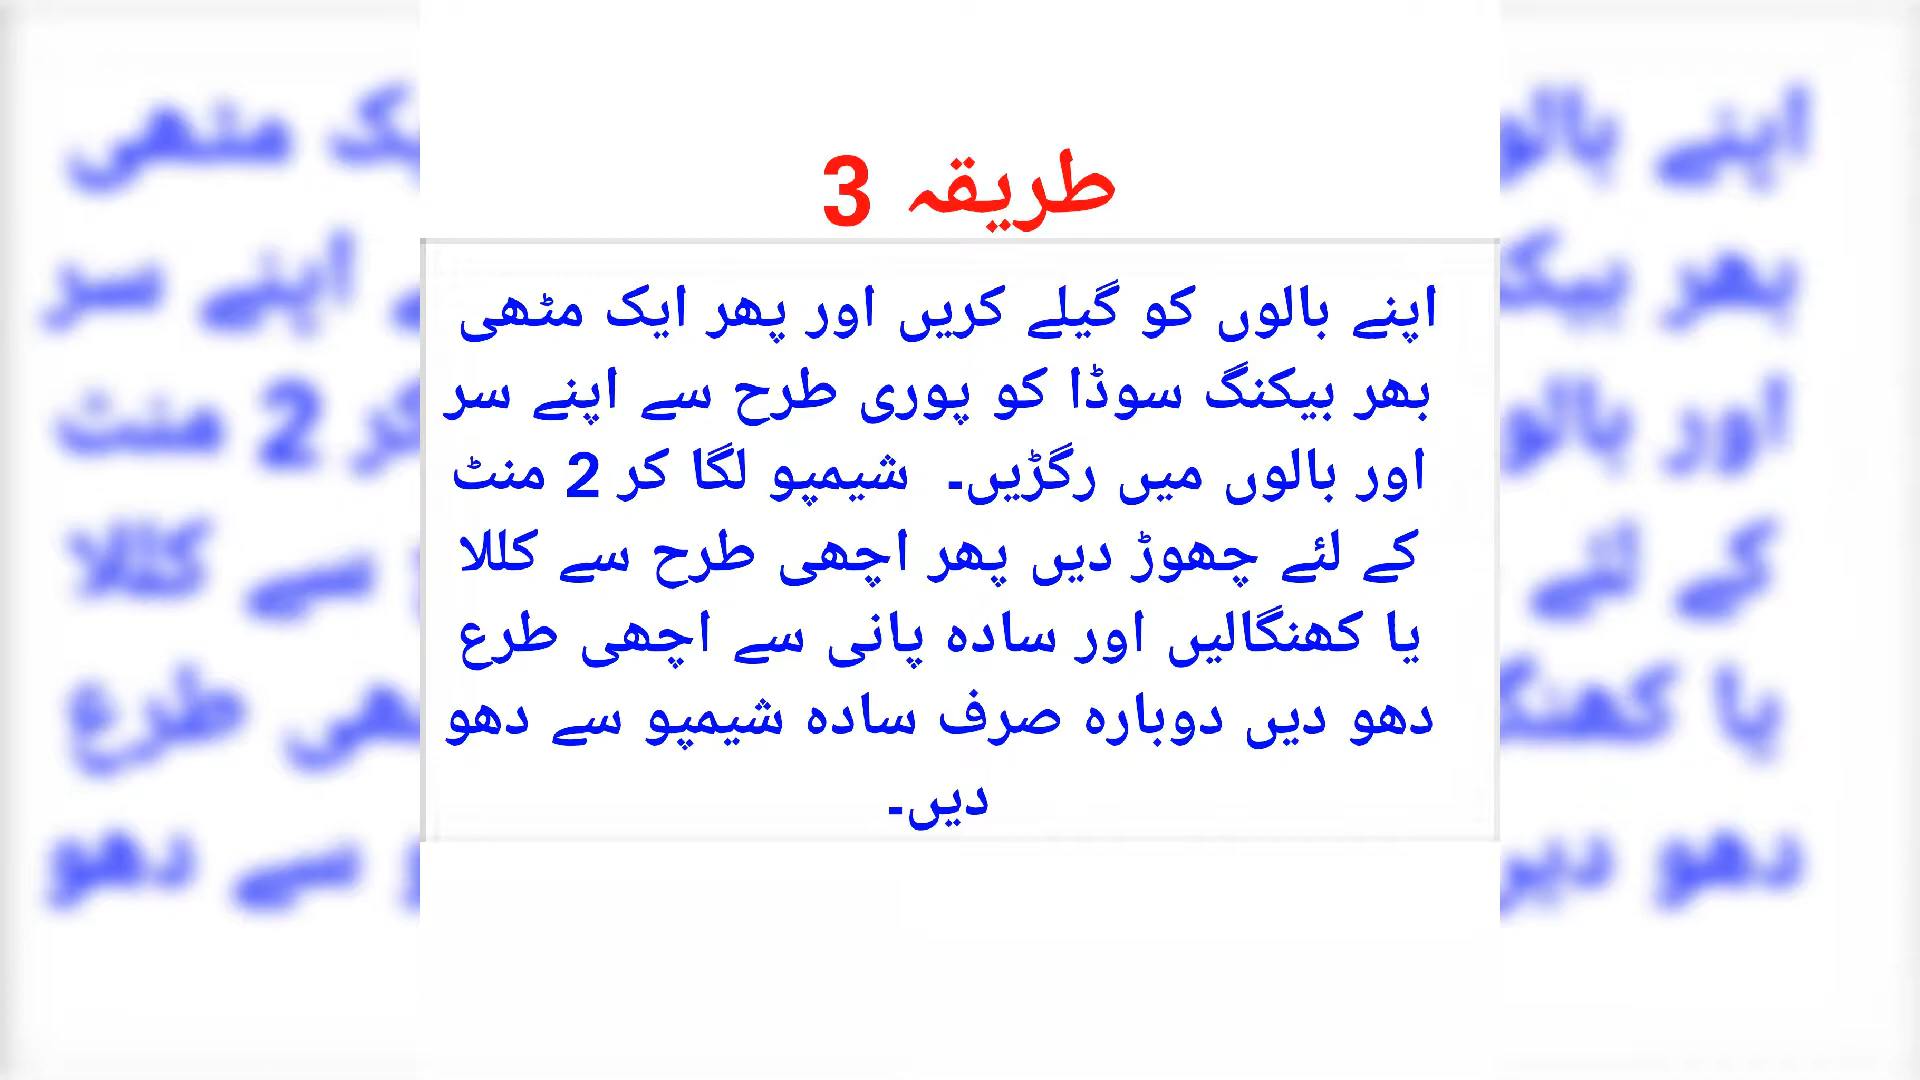 طریقہ 3
اپنے بالوں کو گیلے کریں اور پھر ایک مٹھی
بھر بیکنگ سوڈا کو پوری طرح سے اپنے سر
اور بالوں میں رگڑیں۔ شیمپو لگا کر 2 منٹ
کے لئے چھوڑ دیں پھر اچھی طرح سے کللا
یا کھنگالیں اور سادہ پانی سے اچھی طرع
دھو دیں دوبارہ صرف سادہ شیمپو سے دھو
دیں۔